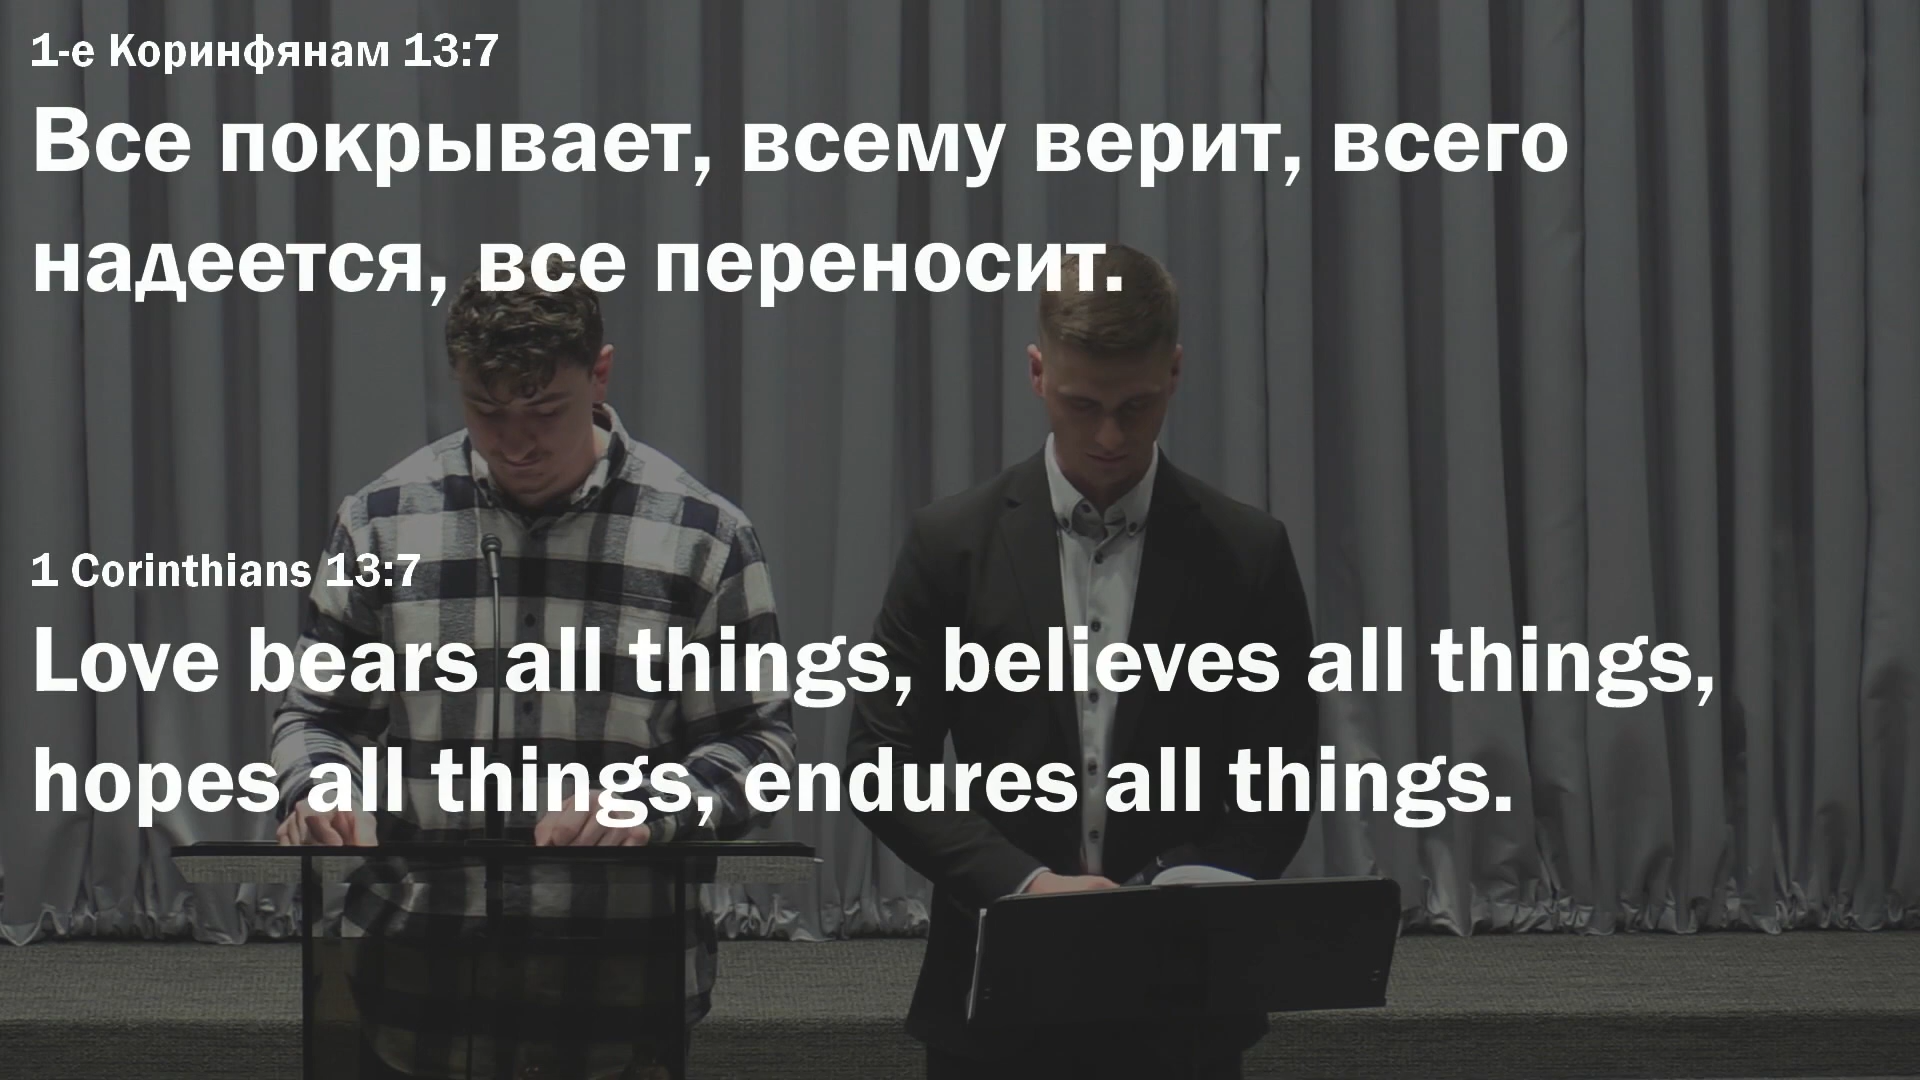 1-е Коринфянам 13:7
Все покрывает, всему верит, всего
надеется, все переносит.
1 Corinthians 13:7
Love bears all things, believes all things,
hopes all things, endures all things.